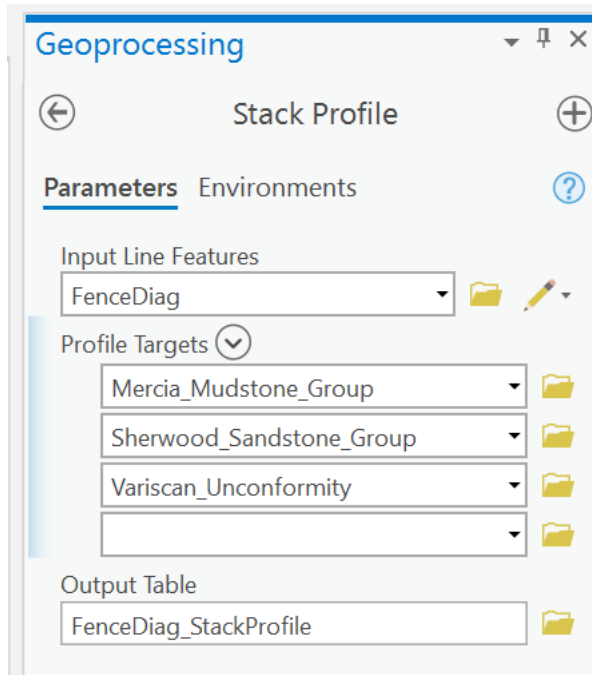 Geoprocessing
Stack Profile
Parameters Environments
Input Line Features
FenceDiag
Profile Targets
Mercia_Mudstone_Group
Sherwood_Sandstone_Group
Variscan_Unconformity
Output Table
FenceDiag_StackProfile